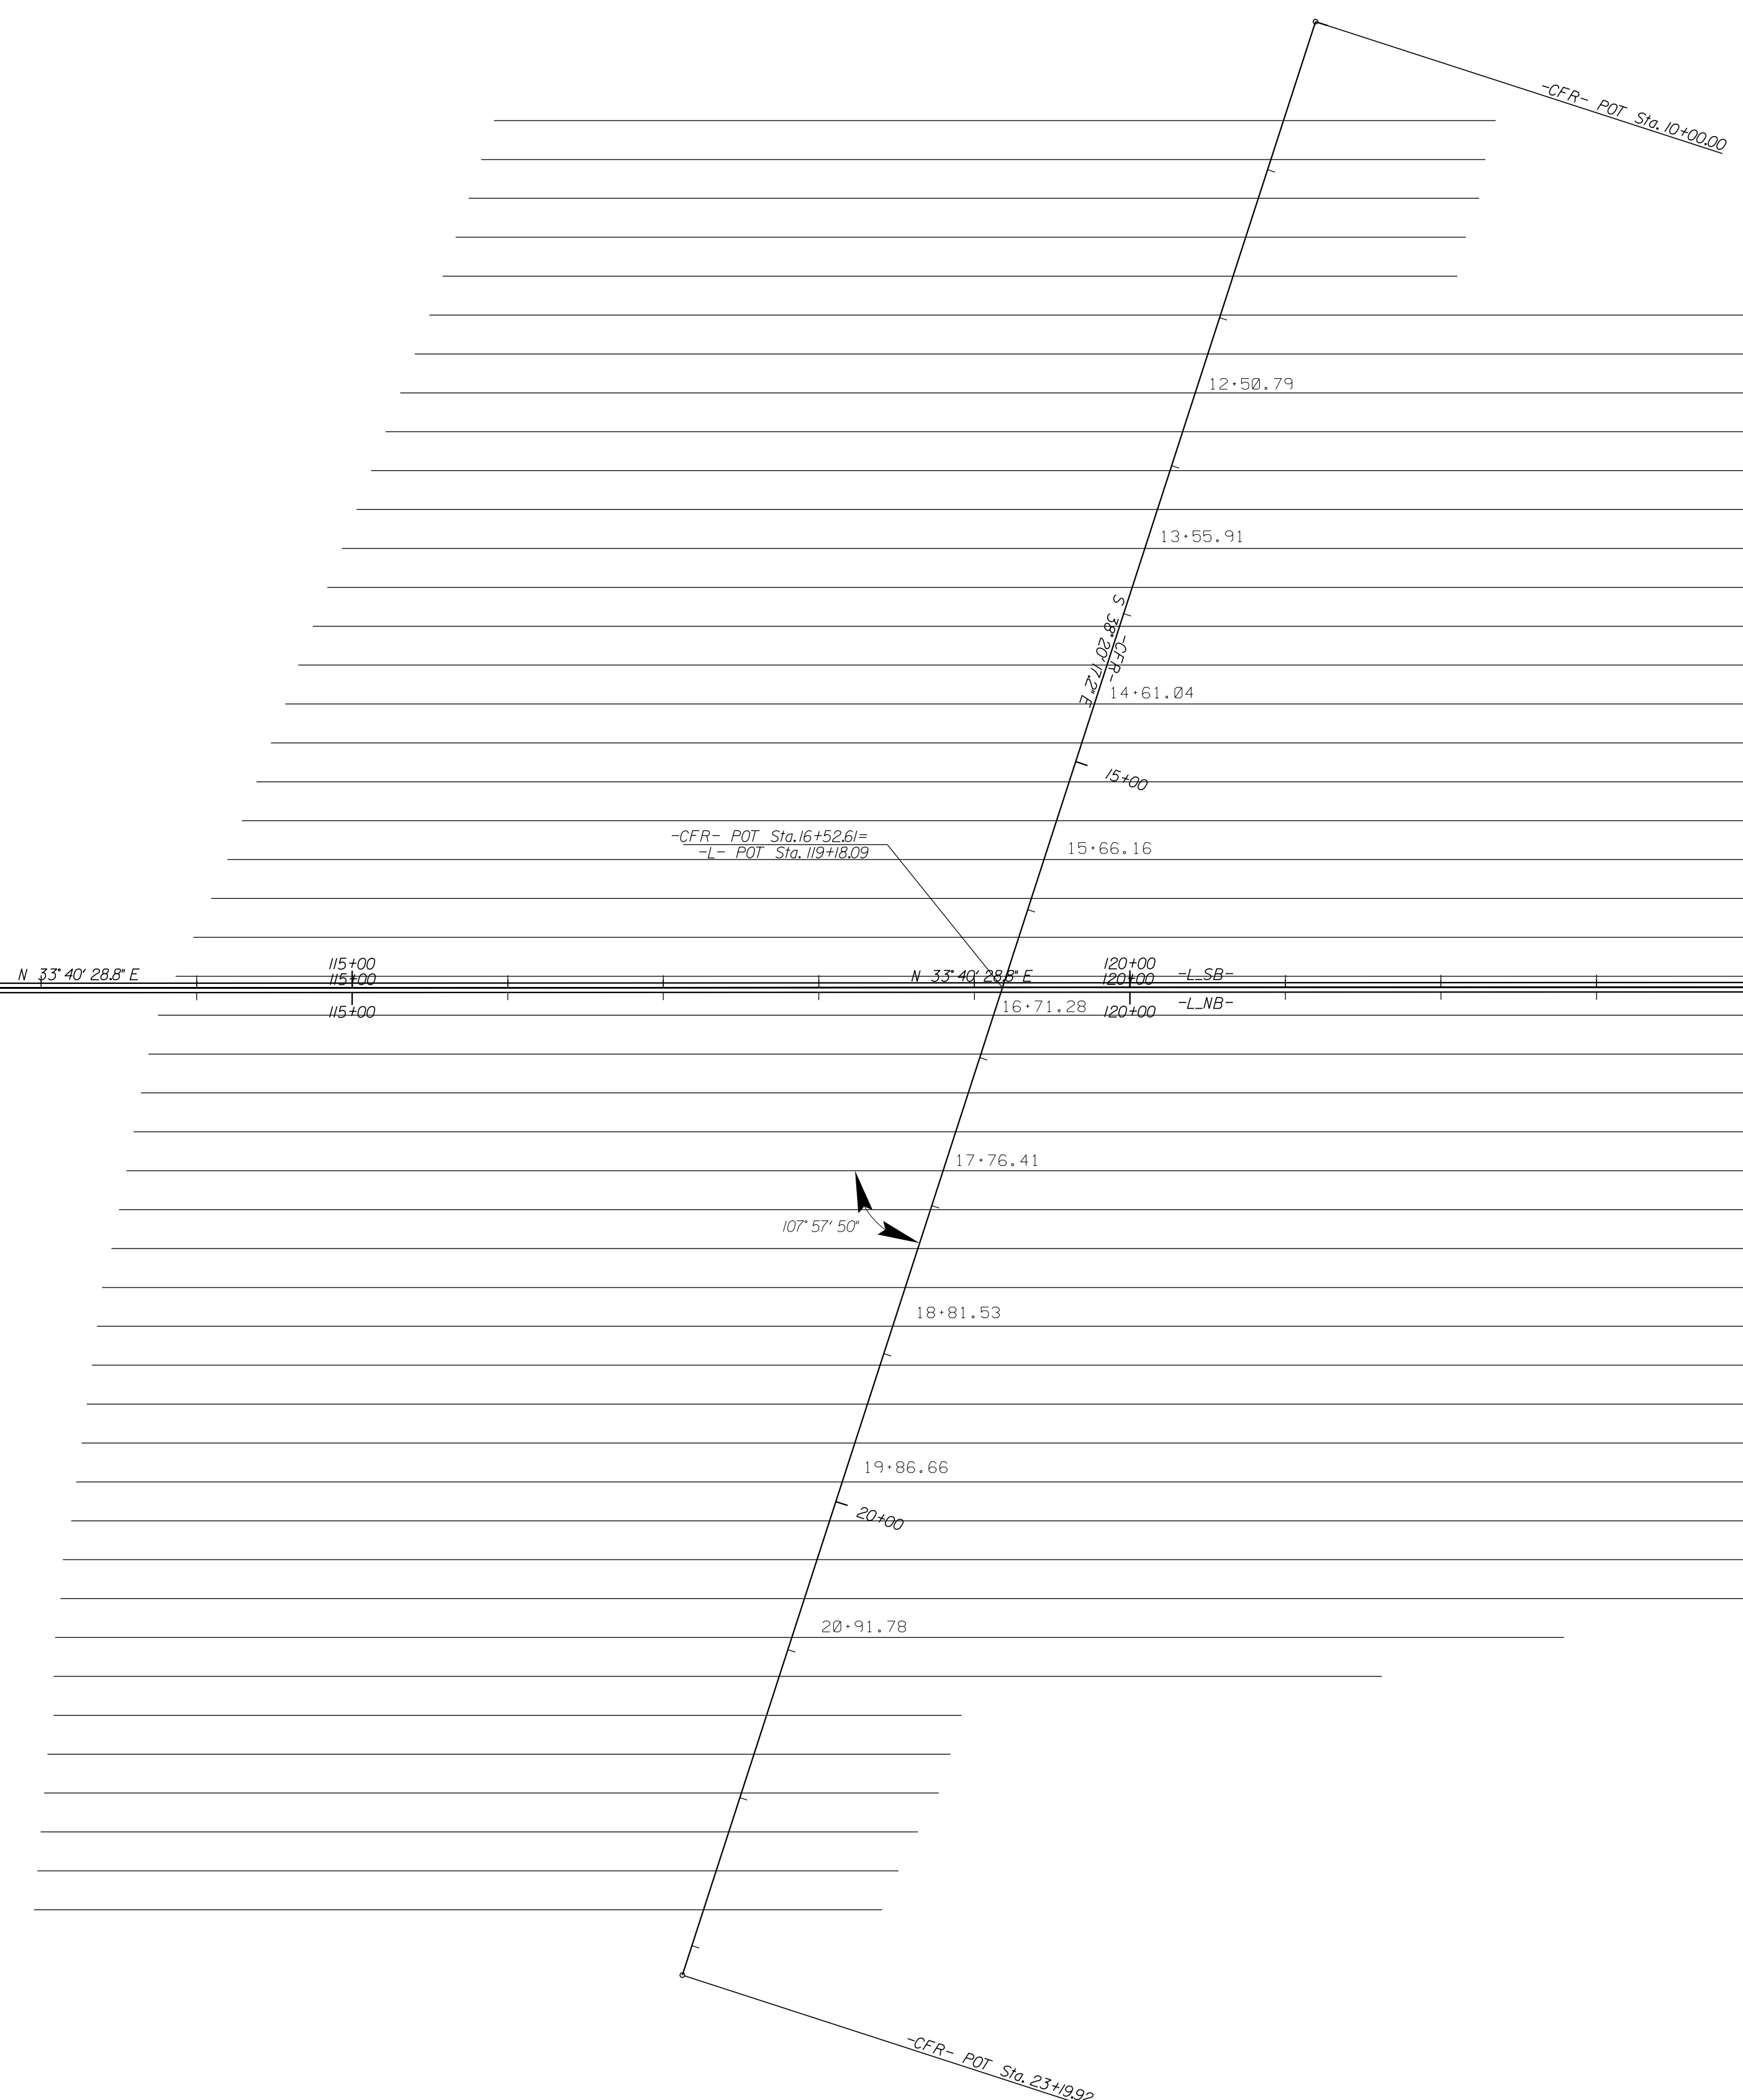 -CFR- POT Sta. 10+00.00
12+50.79
13+55.91
S 38° 20' 17.2" E
-CFR-
14+61.04
15+00
-CFR- POT Sta. 16+52.61=
-L- POT Sta. 119+18.09
15+66.16
115+00
120+00
N 33° 40' 28.8" E
115+00
N 33° 40' 28.8" E
120+00
-L_SB-
16+71.28
-L_NB-
115+00
120+00
17+76.41
107° 57' 50"
18+81.53
19+86.66
20+00
20+91.78
-CFR- POT Sta. 23+19.92